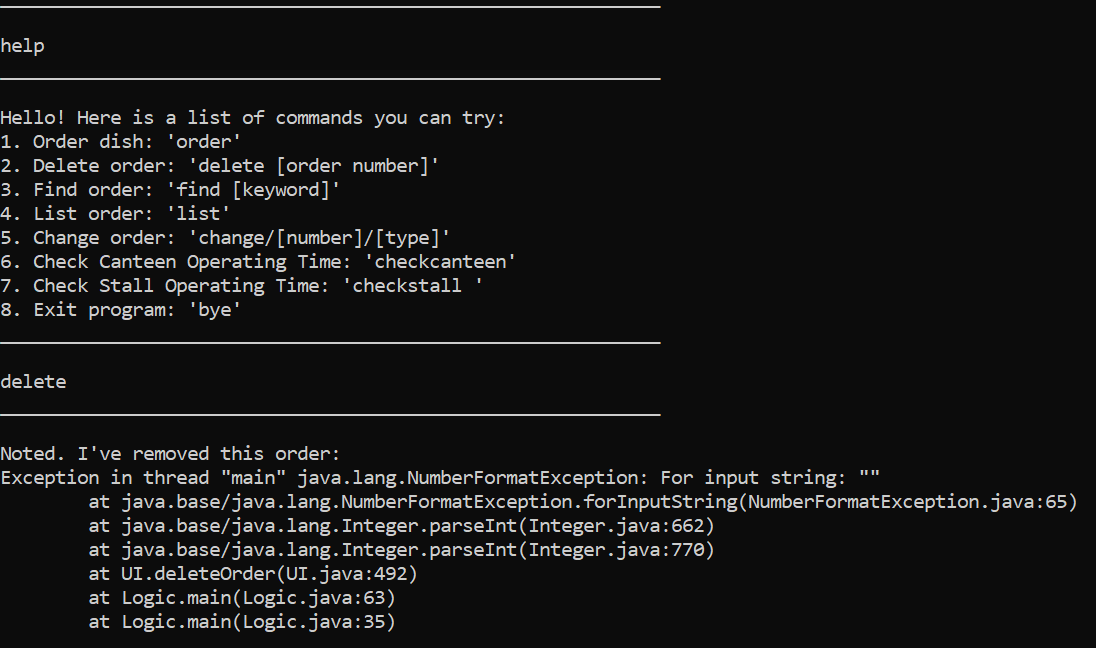 help
Hello! Here is a list of commands you can try:
1. Order dish: 'order'
2. Delete order: 'delete [order number]'
3. Find order: 'find [keyword]'
4. List order: 'list'
5. Change order: 'change/[number]/[type]'
6. Check Canteen Operating Time: 'checkcanteen'
7. Check Stall Operating Time: 'checkstall '
8. Exit program: 'bye'
delete
Noted. I've removed this order:
Exception in thread "main" java.lang.NumberFormatException: For input string: ""
        at java.base/java.lang.NumberFormatException.forInputString(NumberFormatException.java:65)
        at java.base/java.lang.Integer.parseInt(Integer.java:662)
        at java.base/java.lang.Integer.parseInt(Integer.java:770)
        at UI.deleteOrder(UI.java:492)
        at Logic.main(Logic.java:63)
        at Logic.main(Logic.java:35)